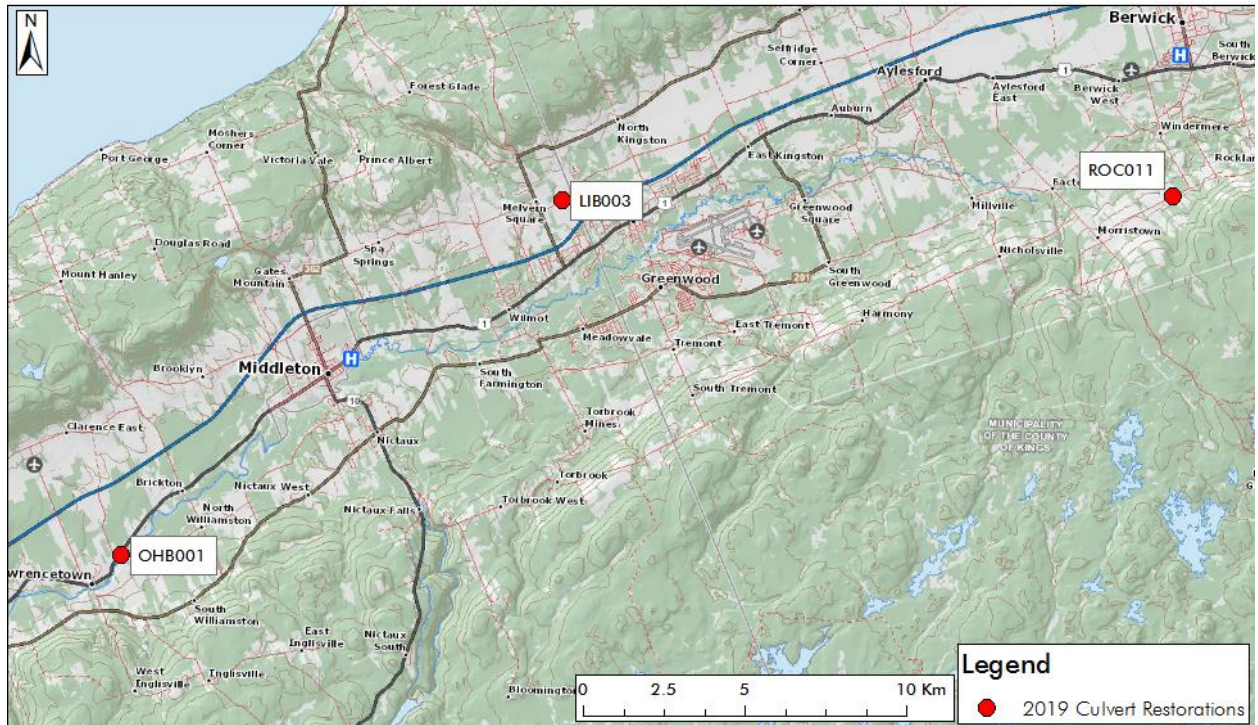 N
Berwick
H
South
Berwick
Selfridge
Corner
Aylesford
1
Aylesford
East
Berwick
West
Forest Glade
Auburn
North
Kingston
Moshers
Corner
Port George
Victoria Vale
Prince Albert
East Kingston
Windermere
ROC011
LIB003
Melvern
Square
1
Greenwood
Square
Millville
Morristown
Douglas Road
Spa
Springs
Nicholsville
Mount Hanley
Gates
Mountain
362
Greenwood
201
South
Greenwood
Wilmot
1
Harmony
East Tremont
Meadowvale
Tremont
H
Middleton
Brooklyn
South
Farmington
South Tremont
10
Clarence East
Torbrook
Mines
MUNICIPALITY
OF THE COUNTY
OF KINGS
Nictaux
Brickton
Nictaux West
Torbrook
North
Williamston
Torbrook West
Nictaux Falls
OHB001
wrencetown
South
Williamston
East
Inglisville
Nictaux
South
West
Inglisville
Inglisville
Bloomington
0 2.5 5 10 Km
Legend
2019 Culvert Restorations